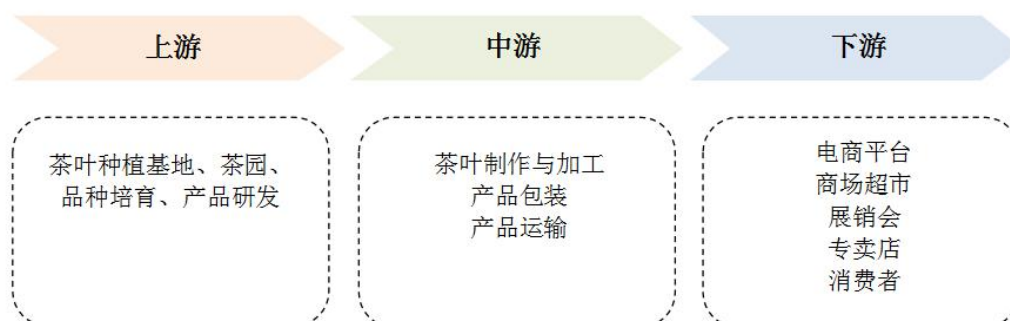 上游
中游
下游
茶叶种植基地、茶园、
品种培育、产品研发
茶叶制作与加工
产品包装
产品运输
电商平台
商场超市
展销会
专卖店
消费者